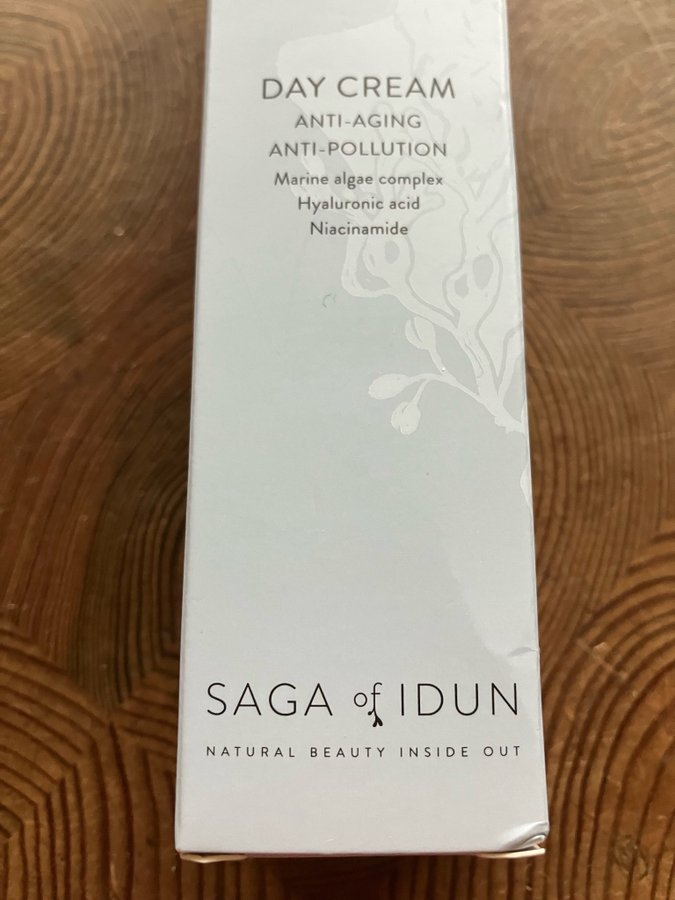 DAY CREAM
ANTI-AGING
ANTI-POLLUTION
Marine algae complex
Hyaluronic acid
Niacinamide
SAGA of IDUN
NATURAL BEAUTY INSIDE OUT